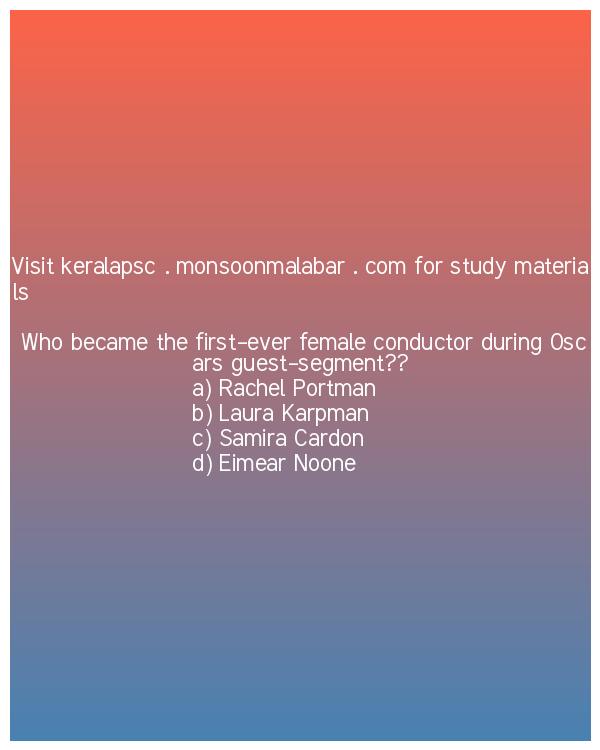 Visit keralapsc . monsoonmalabar . com for study materia
ls
Who became the first-ever female conductor during Osc
ars guest-segment??
a) Rachel Portman
b) Laura Karpman
c) Samira Cardon
d) Eimear Noone